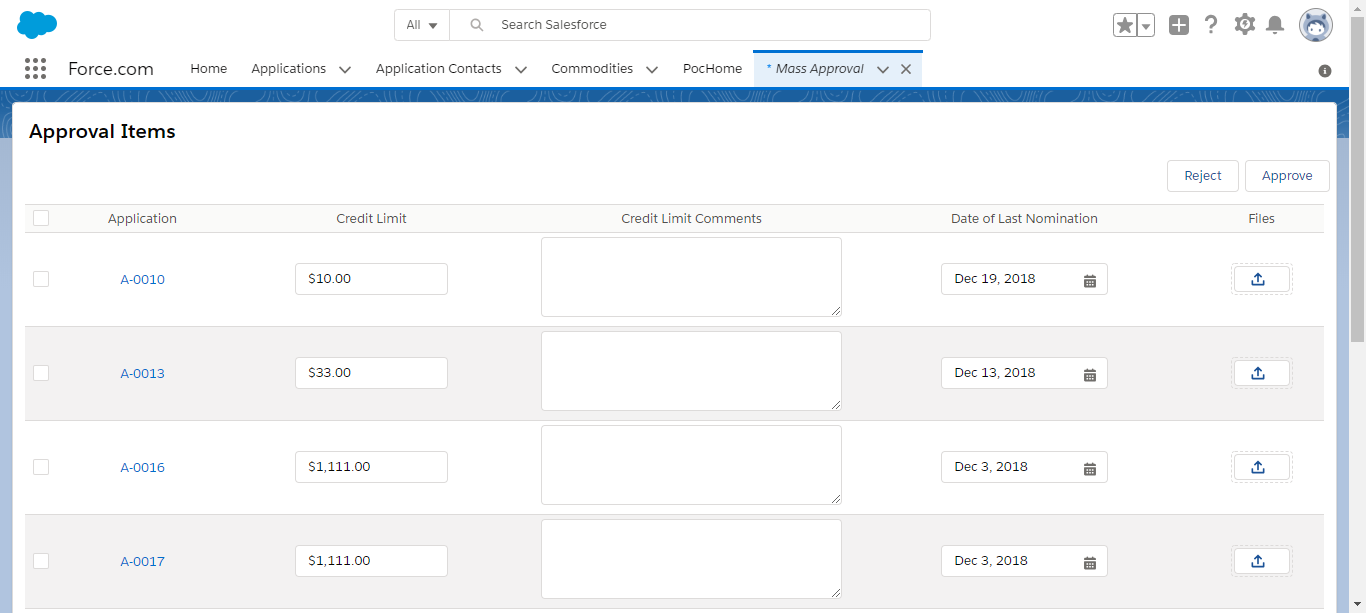 All Search Salesforce
Force.com Home Applications Application Contacts Commodities PocHome * Mass Approval
Approval Items
Reject Approve
Application Credit Limit Credit Limit Comments Date of Last Nomination Files
A-0010 $10.00 Dec 19, 2018
A-0013 $33.00 Dec 13, 2018
A-0016 $1,111.00 Dec 3, 2018
A-0017 $1,111.00 Dec 3, 2018